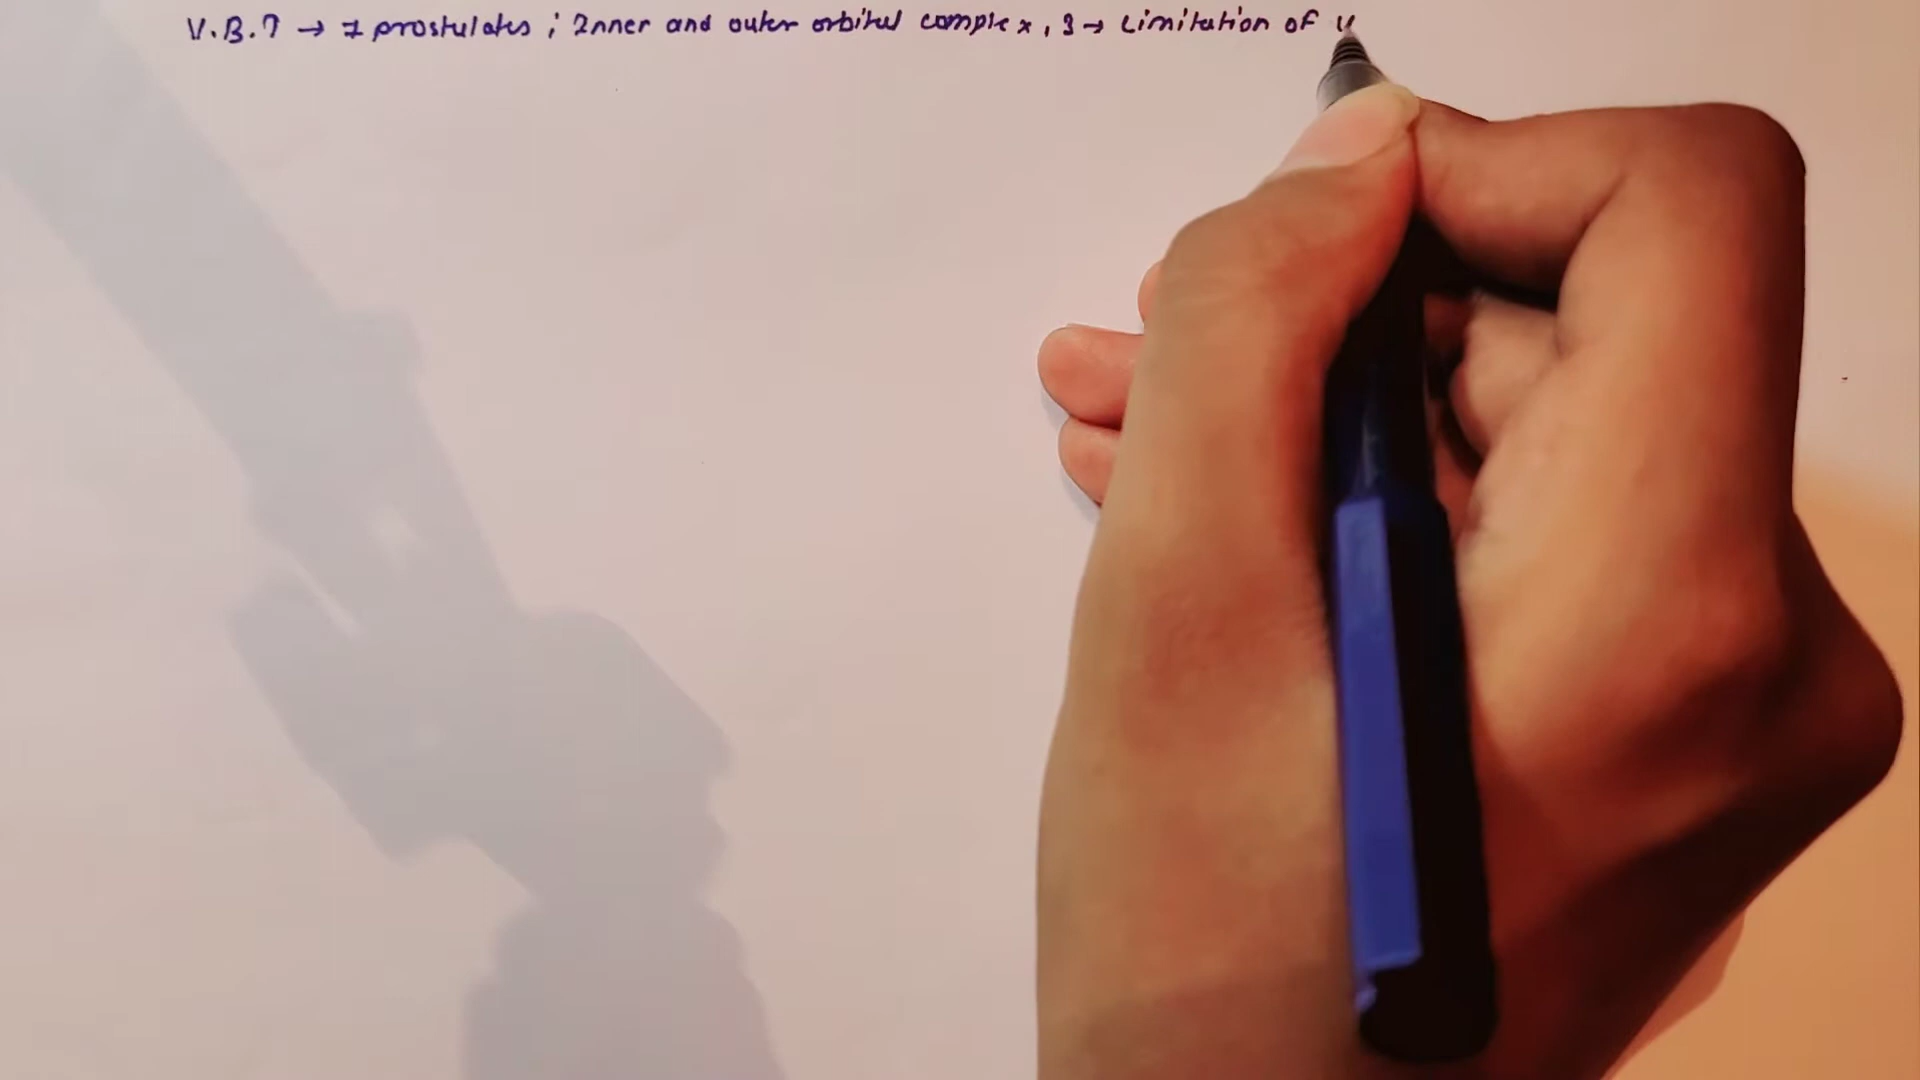 V.B.T → 7 prostulates ; Inner and outer orbital complex , 3 → Limitation of V